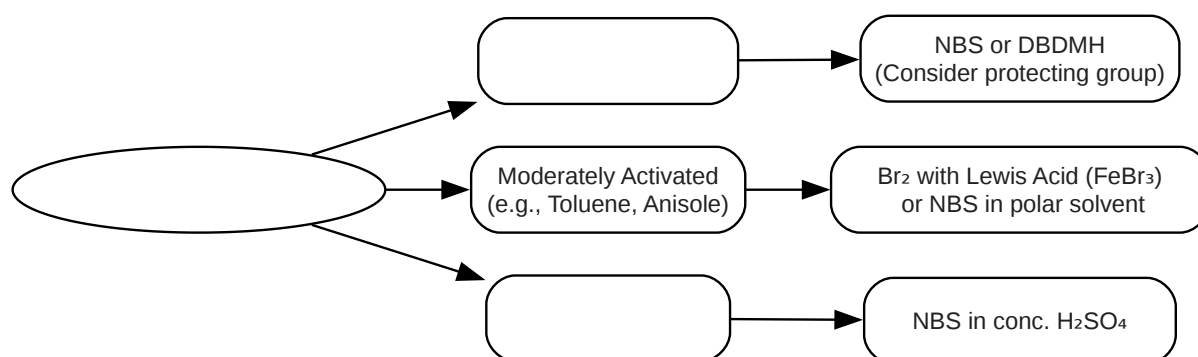 NBS or DBDMH
(Consider protecting group)
Moderately Activated
(e.g., Toluene, Anisole)
Br₂ with Lewis Acid (FeBr₃)
or NBS in polar solvent
NBS in conc. H₂SO₄